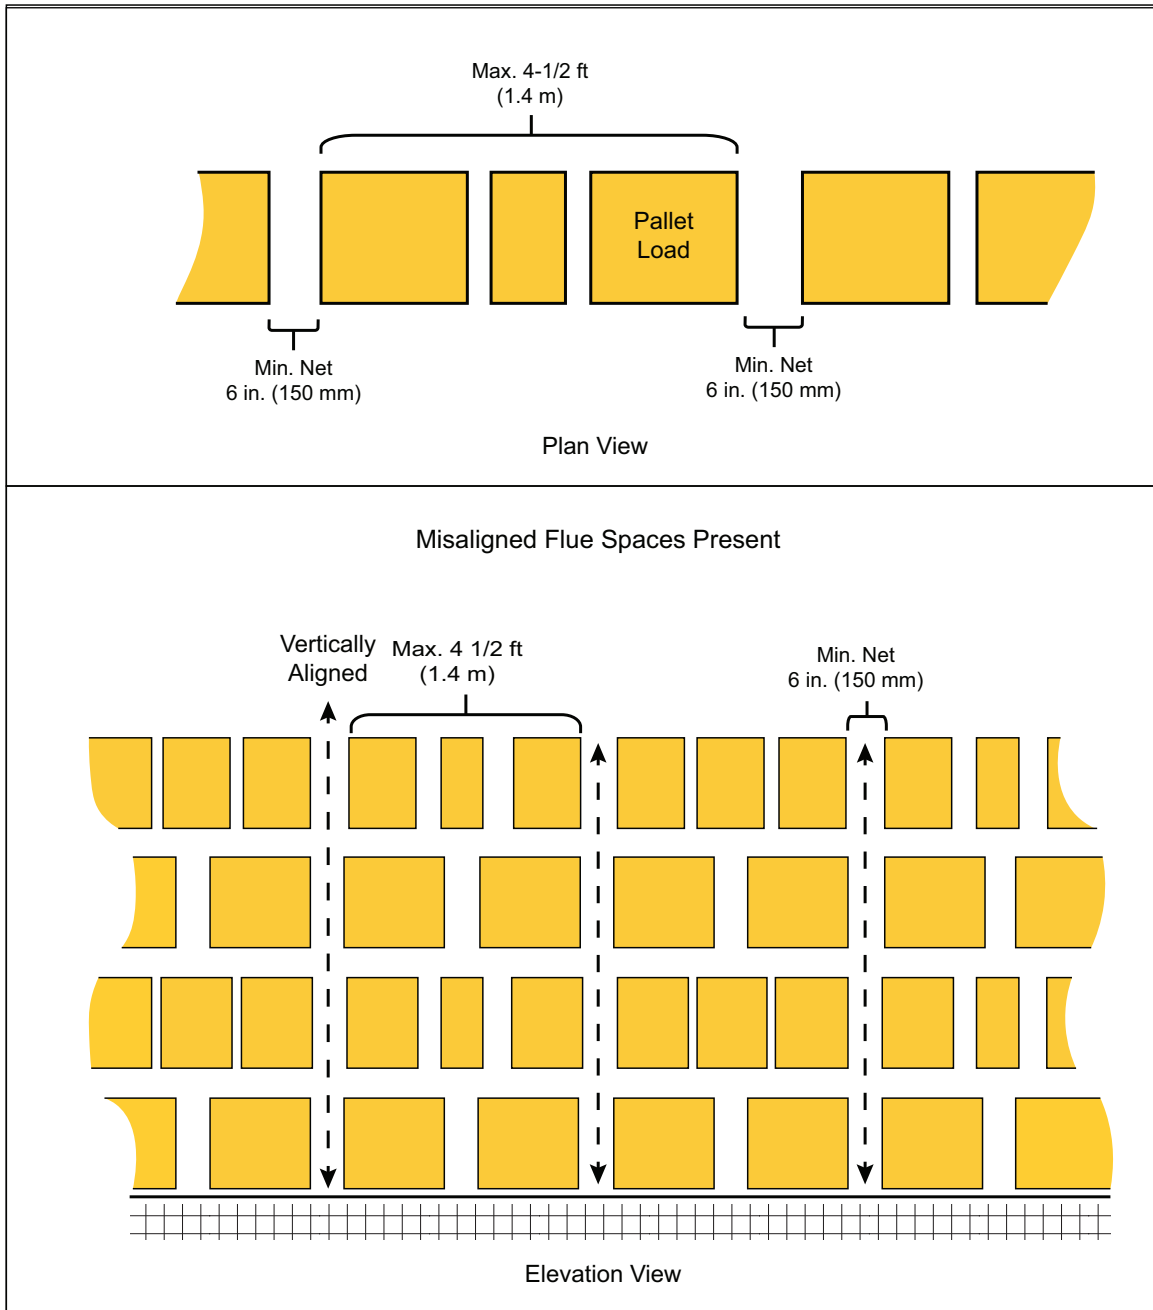 Max. 4-1/2 ft
(1.4 m)
Pallet
Load
Min. Net
6 in. (150 mm)
Min. Net
6 in. (150 mm)
Plan View
Misaligned Flue Spaces Present
Vertically
Aligned
Max. 4 1/2 ft
(1.4 m)
Min. Net
6 in. (150 mm)
Elevation View